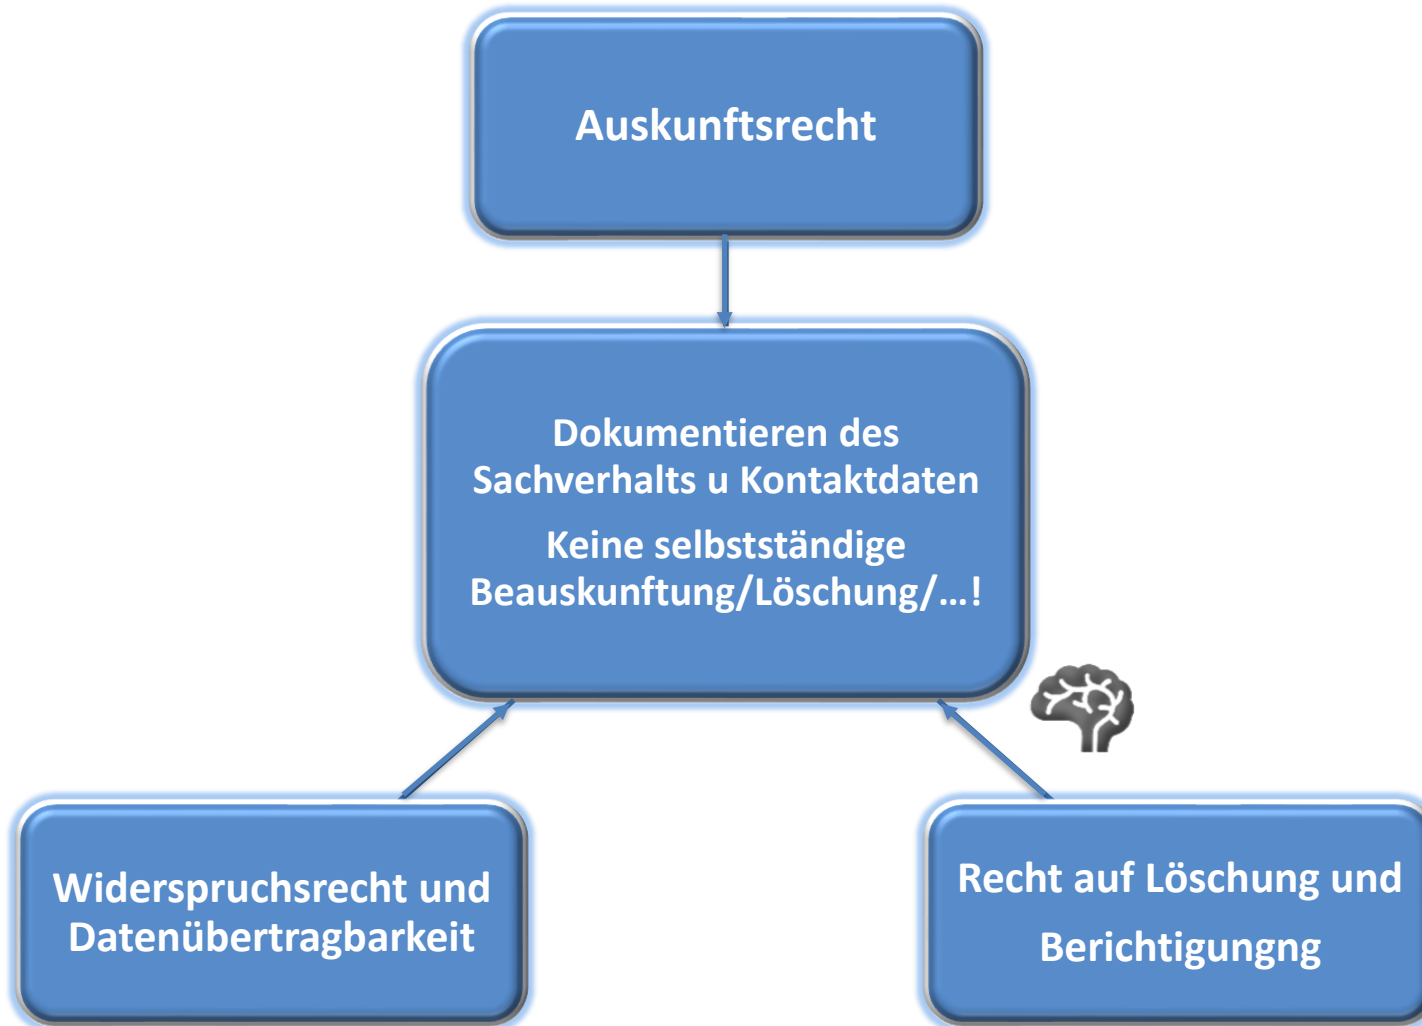 Auskunftsrecht
Dokumentieren des
Sachverhalts u Kontaktdaten
Keine selbstständige
Beauskunftung/Löschung/...!
Widerspruchsrecht und
Datenübertragbarkeit
Recht auf Löschung und
Berichtigungng